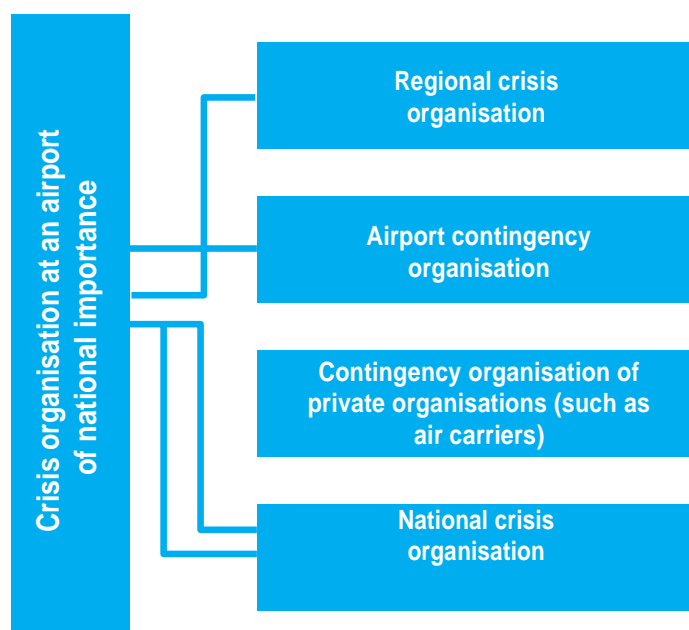 Crisis organisation at an airport
of national importance
Regional crisis
organisation
Airport contingency
organisation
Contingency organisation of
private organisations (such as
air carriers)
National crisis
organisation